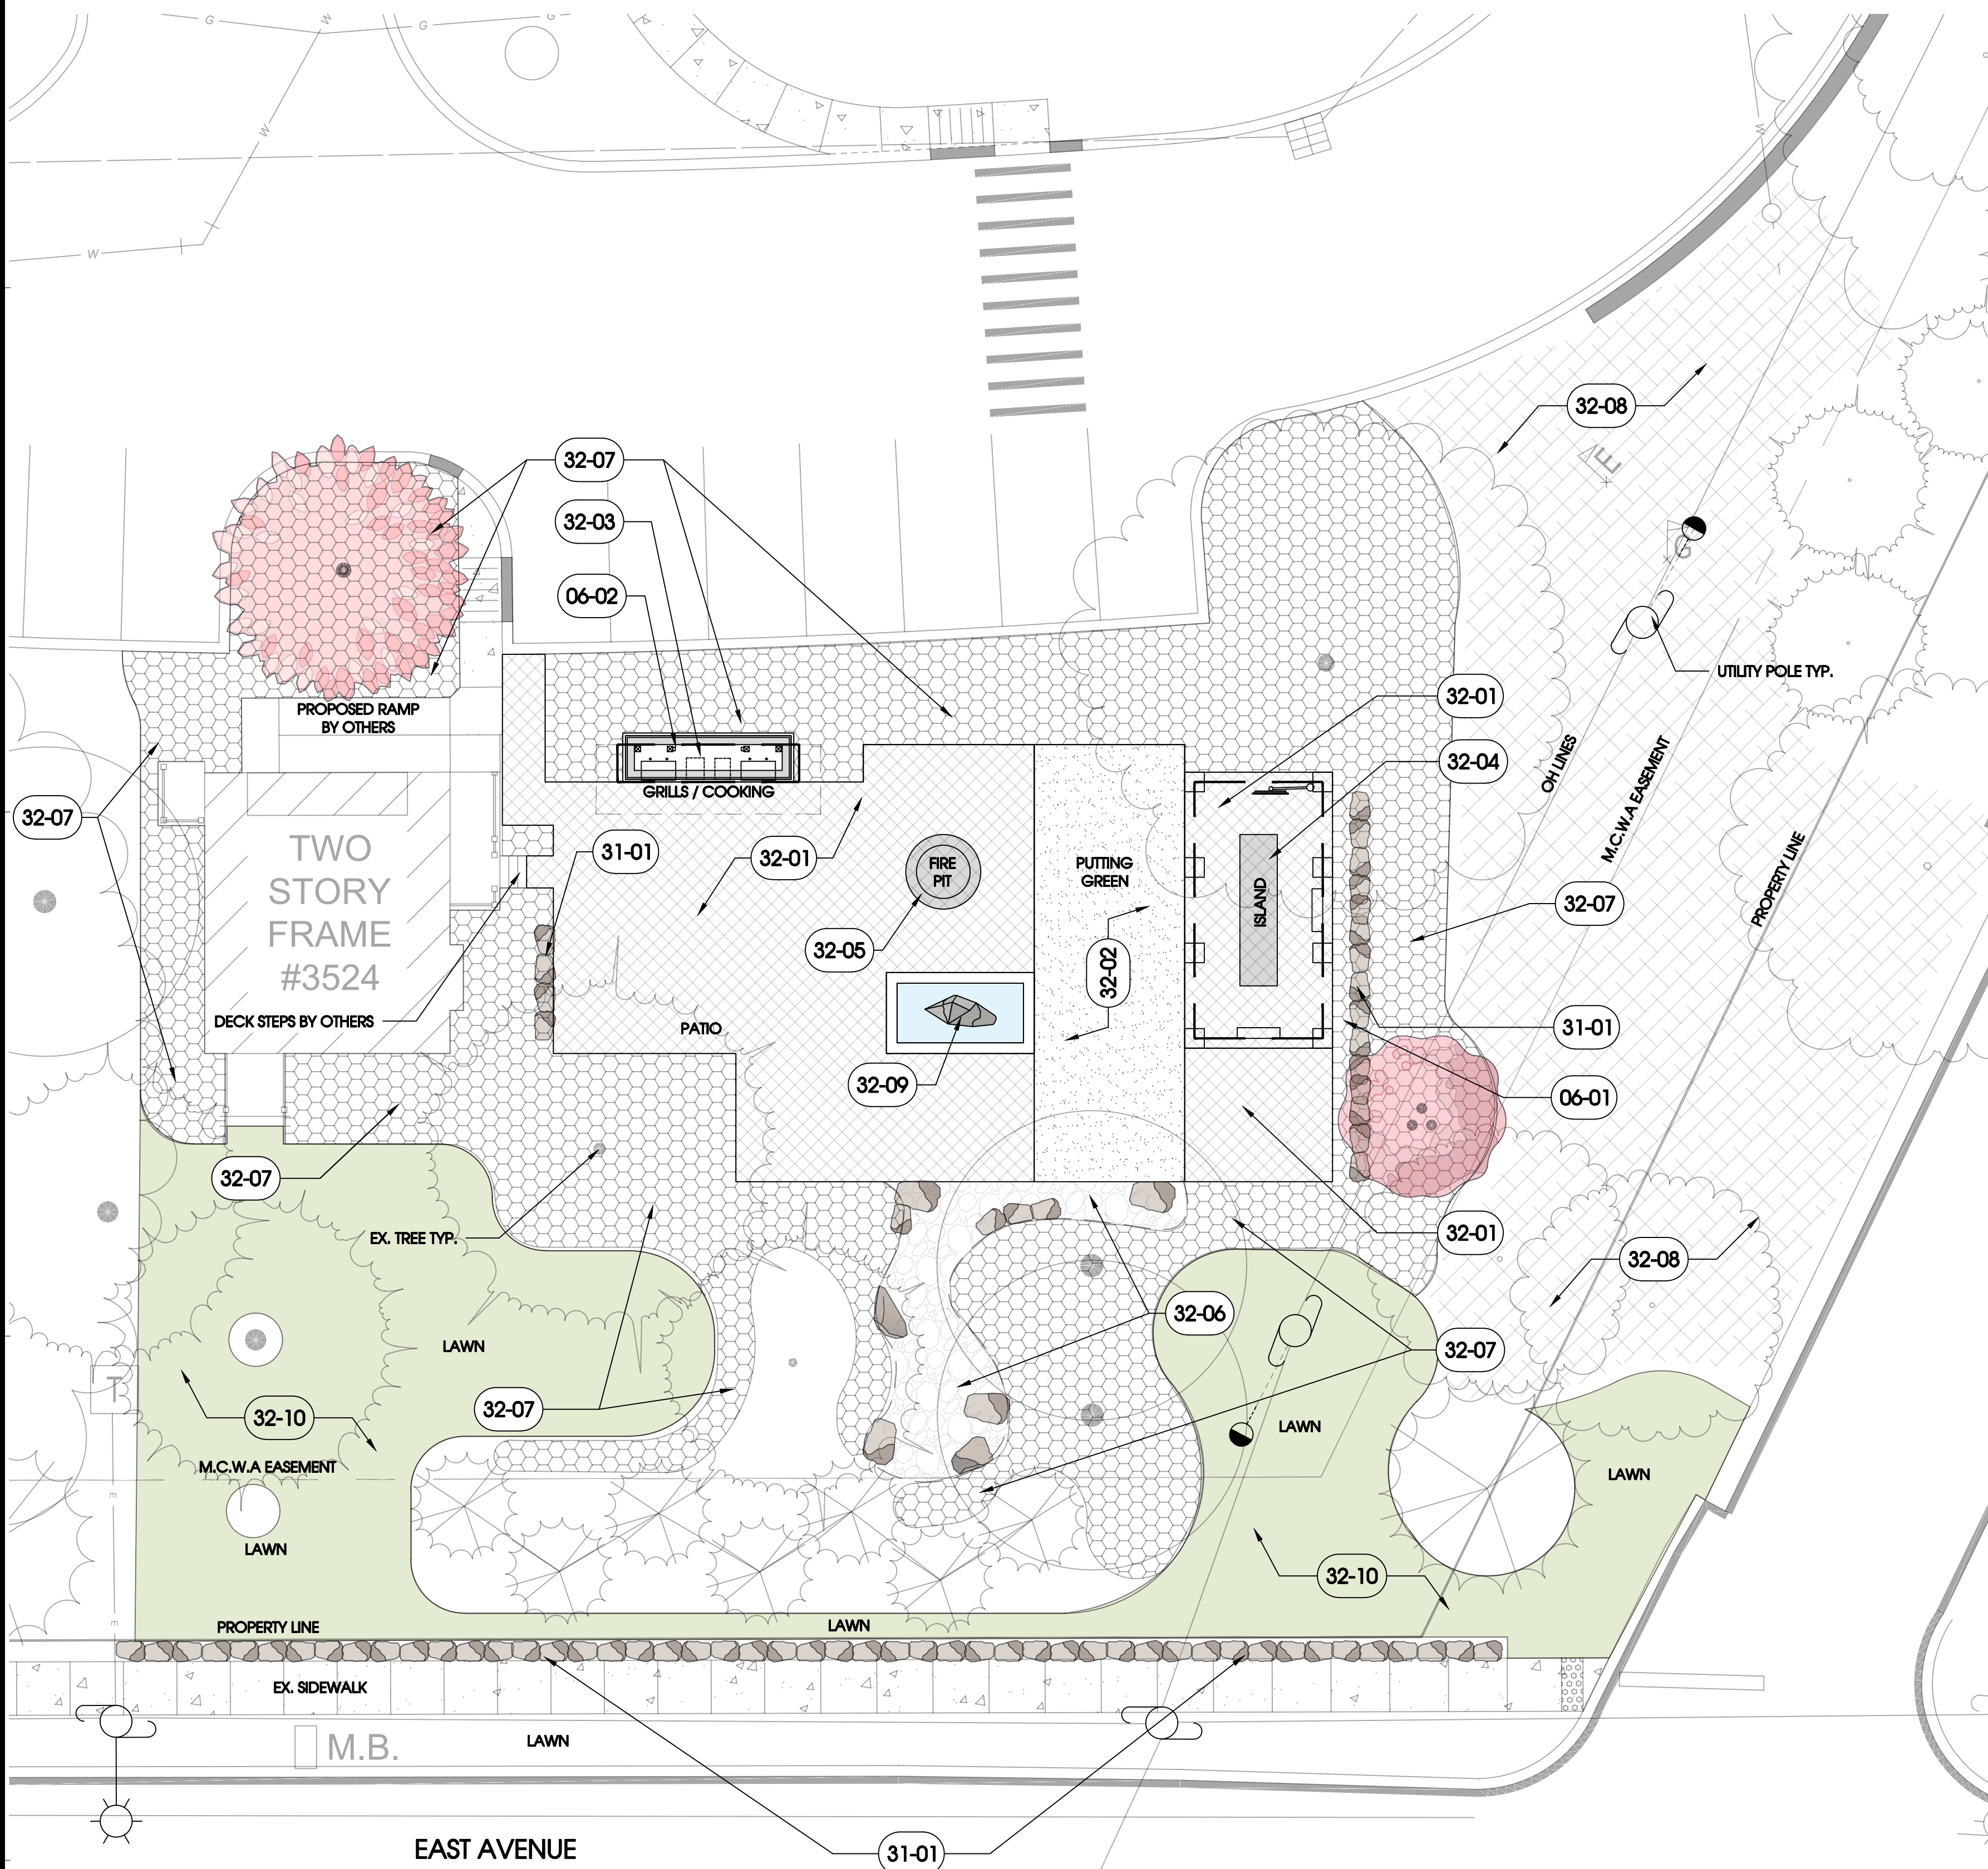 G
W
G
G
W
W
W
32-07
32-03
06-02
32-08
E
G
UTILITY POLE TYP.
PROPOSED RAMP
BY OTHERS
32-01
32-04
GRILLS / COOKING
OH LINES
M.C.W.A EASEMENT
PROPERTY LINE
32-07
TWO
STORY
FRAME
#3524
31-01
32-01
FIRE
PIT
PUTTING
GREEN
ISLAND
32-07
32-05
32-02
DECK STEPS BY OTHERS
PATIO
31-01
32-09
06-01
32-07
EX. TREE TYP.
32-01
32-08
32-06
LAWN
32-07
T
32-10
32-07
LAWN
M.C.W.A EASEMENT
LAWN
E
LAWN
32-10
PROPERTY LINE
LAWN
E
EX. SIDEWALK
M.B.
LAWN
EAST AVENUE
31-01